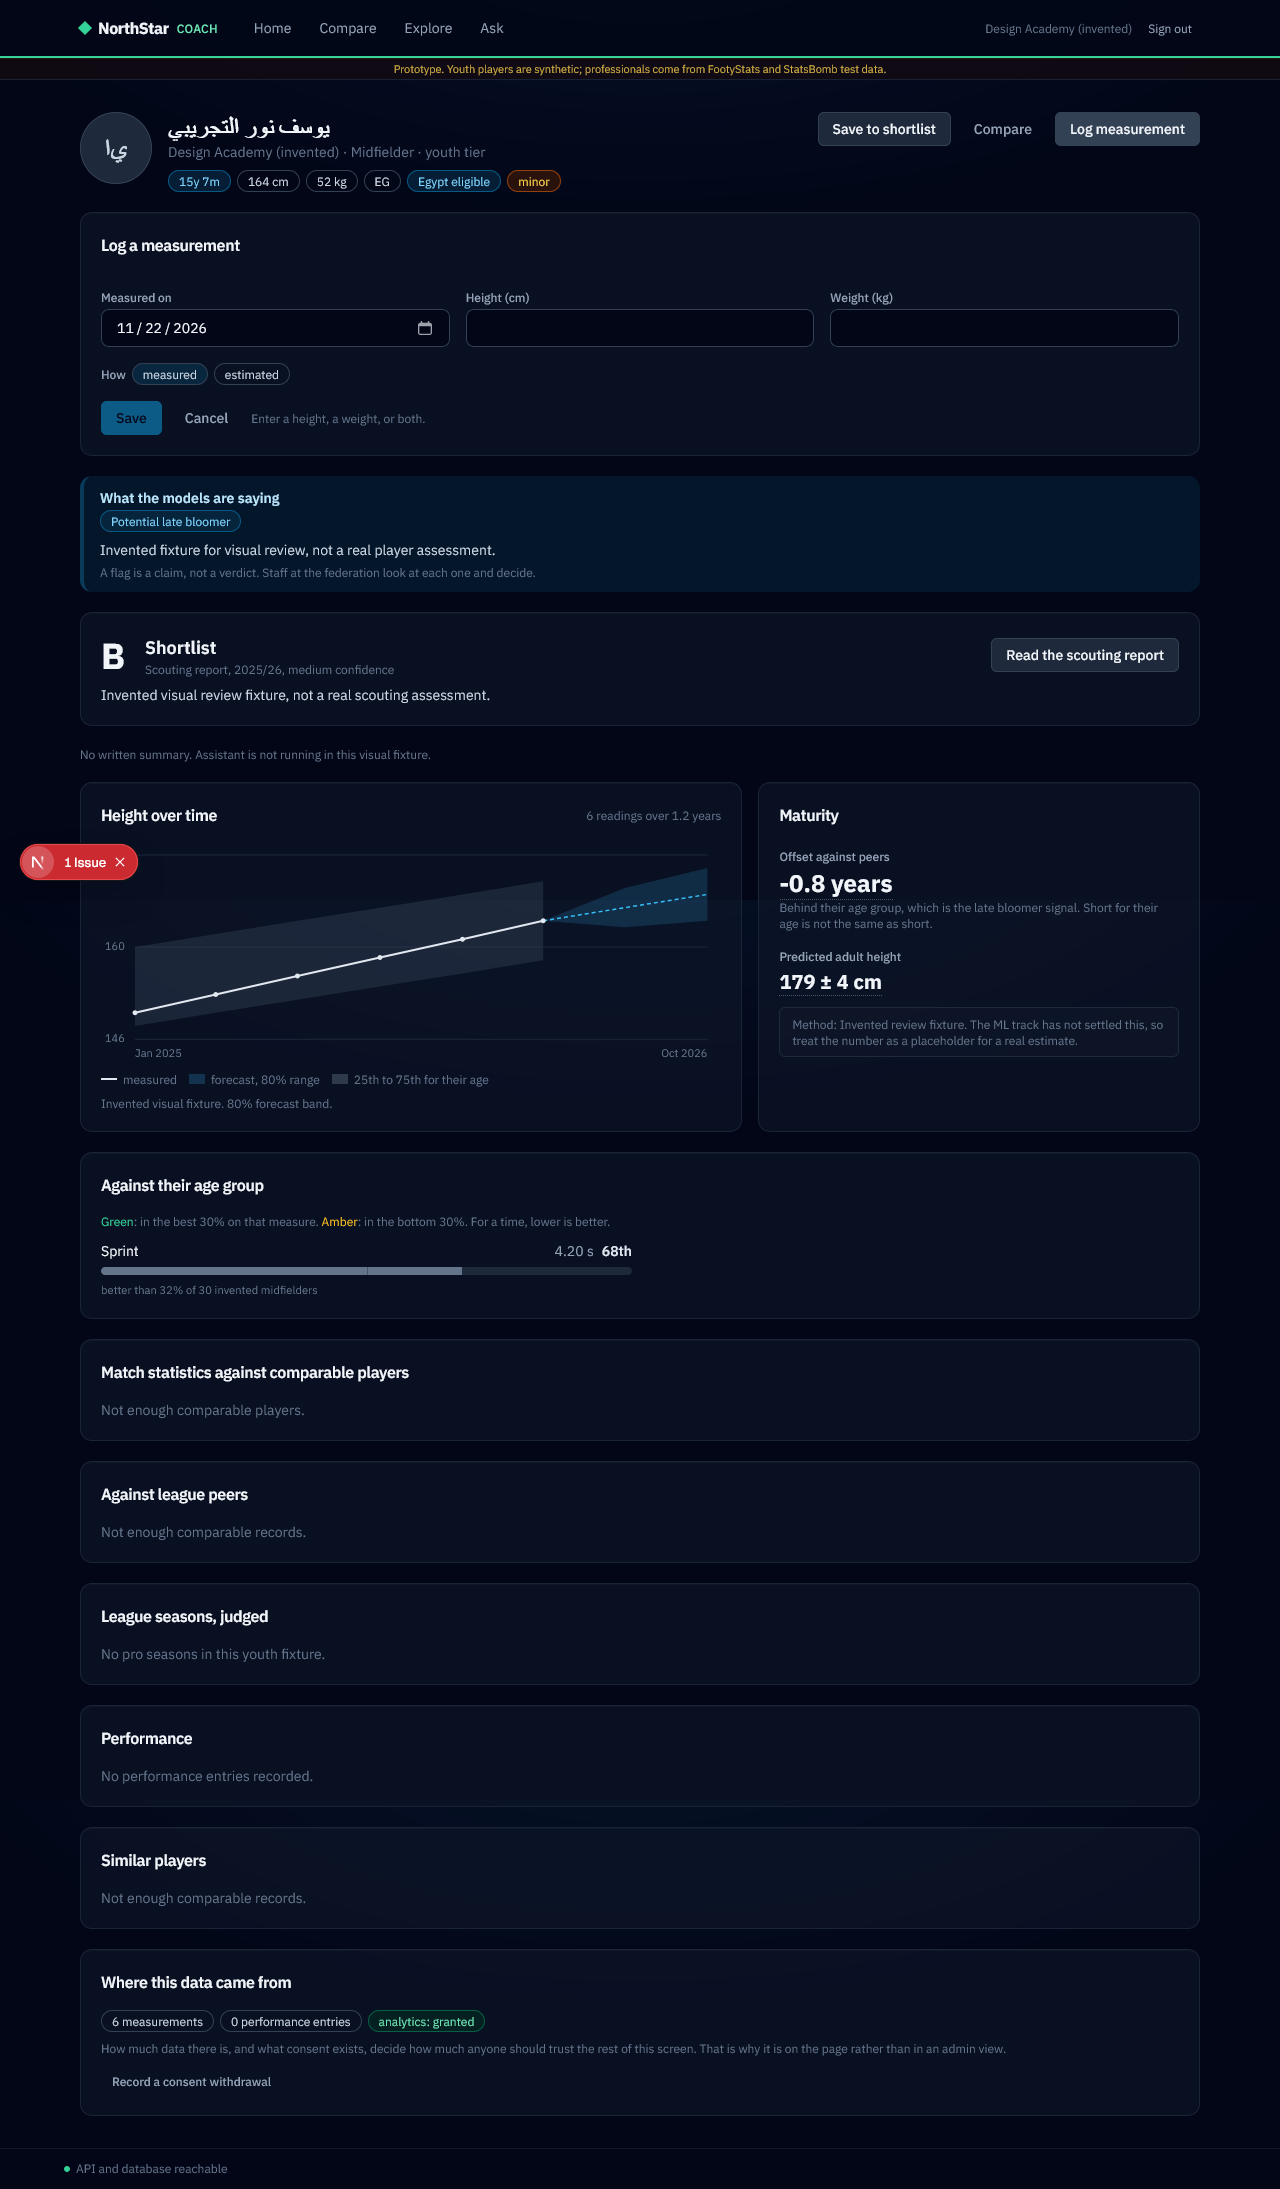 NorthStar COACH Home Compare Explore Ask Design Academy (invented) Sign out
Prototype. Youth players are synthetic; professionals come from FootyStats and StatsBomb test data.
يا
يوسف نور التجريبي
Save to shortlist Compare Log measurement
Design Academy (invented) · Midfielder · youth tier
15y 7m 164 cm 52 kg EG Egypt eligible minor
Log a measurement
Measured on Height (cm) Weight (kg)
11 / 22 / 2026
How measured estimated
Save Cancel Enter a height, a weight, or both.
What the models are saying
Potential late bloomer
Invented fixture for visual review, not a real player assessment.
A flag is a claim, not a verdict. Staff at the federation look at each one and decide.
B Shortlist
Scouting report, 2025/26, medium confidence
Read the scouting report
Invented visual review fixture, not a real scouting assessment.
No written summary. Assistant is not running in this visual fixture.
Height over time 6 readings over 1.2 years
N 1 Issue
160
146
Jan 2025 Oct 2026
measured forecast, 80% range 25th to 75th for their age
Invented visual fixture. 80% forecast band.
Maturity
Offset against peers
-0.8 years
Behind their age group, which is the late bloomer signal. Short for their
age is not the same as short.
Predicted adult height
179 ± 4 cm
Method: Invented review fixture. The ML track has not settled this, so
treat the number as a placeholder for a real estimate.
Against their age group
Green: in the best 30% on that measure. Amber: in the bottom 30%. For a time, lower is better.
Sprint 4.20 s 68th
better than 32% of 30 invented midfielders
Match statistics against comparable players
Not enough comparable players.
Against league peers
Not enough comparable records.
League seasons, judged
No pro seasons in this youth fixture.
Performance
No performance entries recorded.
Similar players
Not enough comparable records.
Where this data came from
6 measurements 0 performance entries analytics: granted
How much data there is, and what consent exists, decide how much anyone should trust the rest of this screen. That is why it is on the page rather than in an admin view.
Record a consent withdrawal
API and database reachable